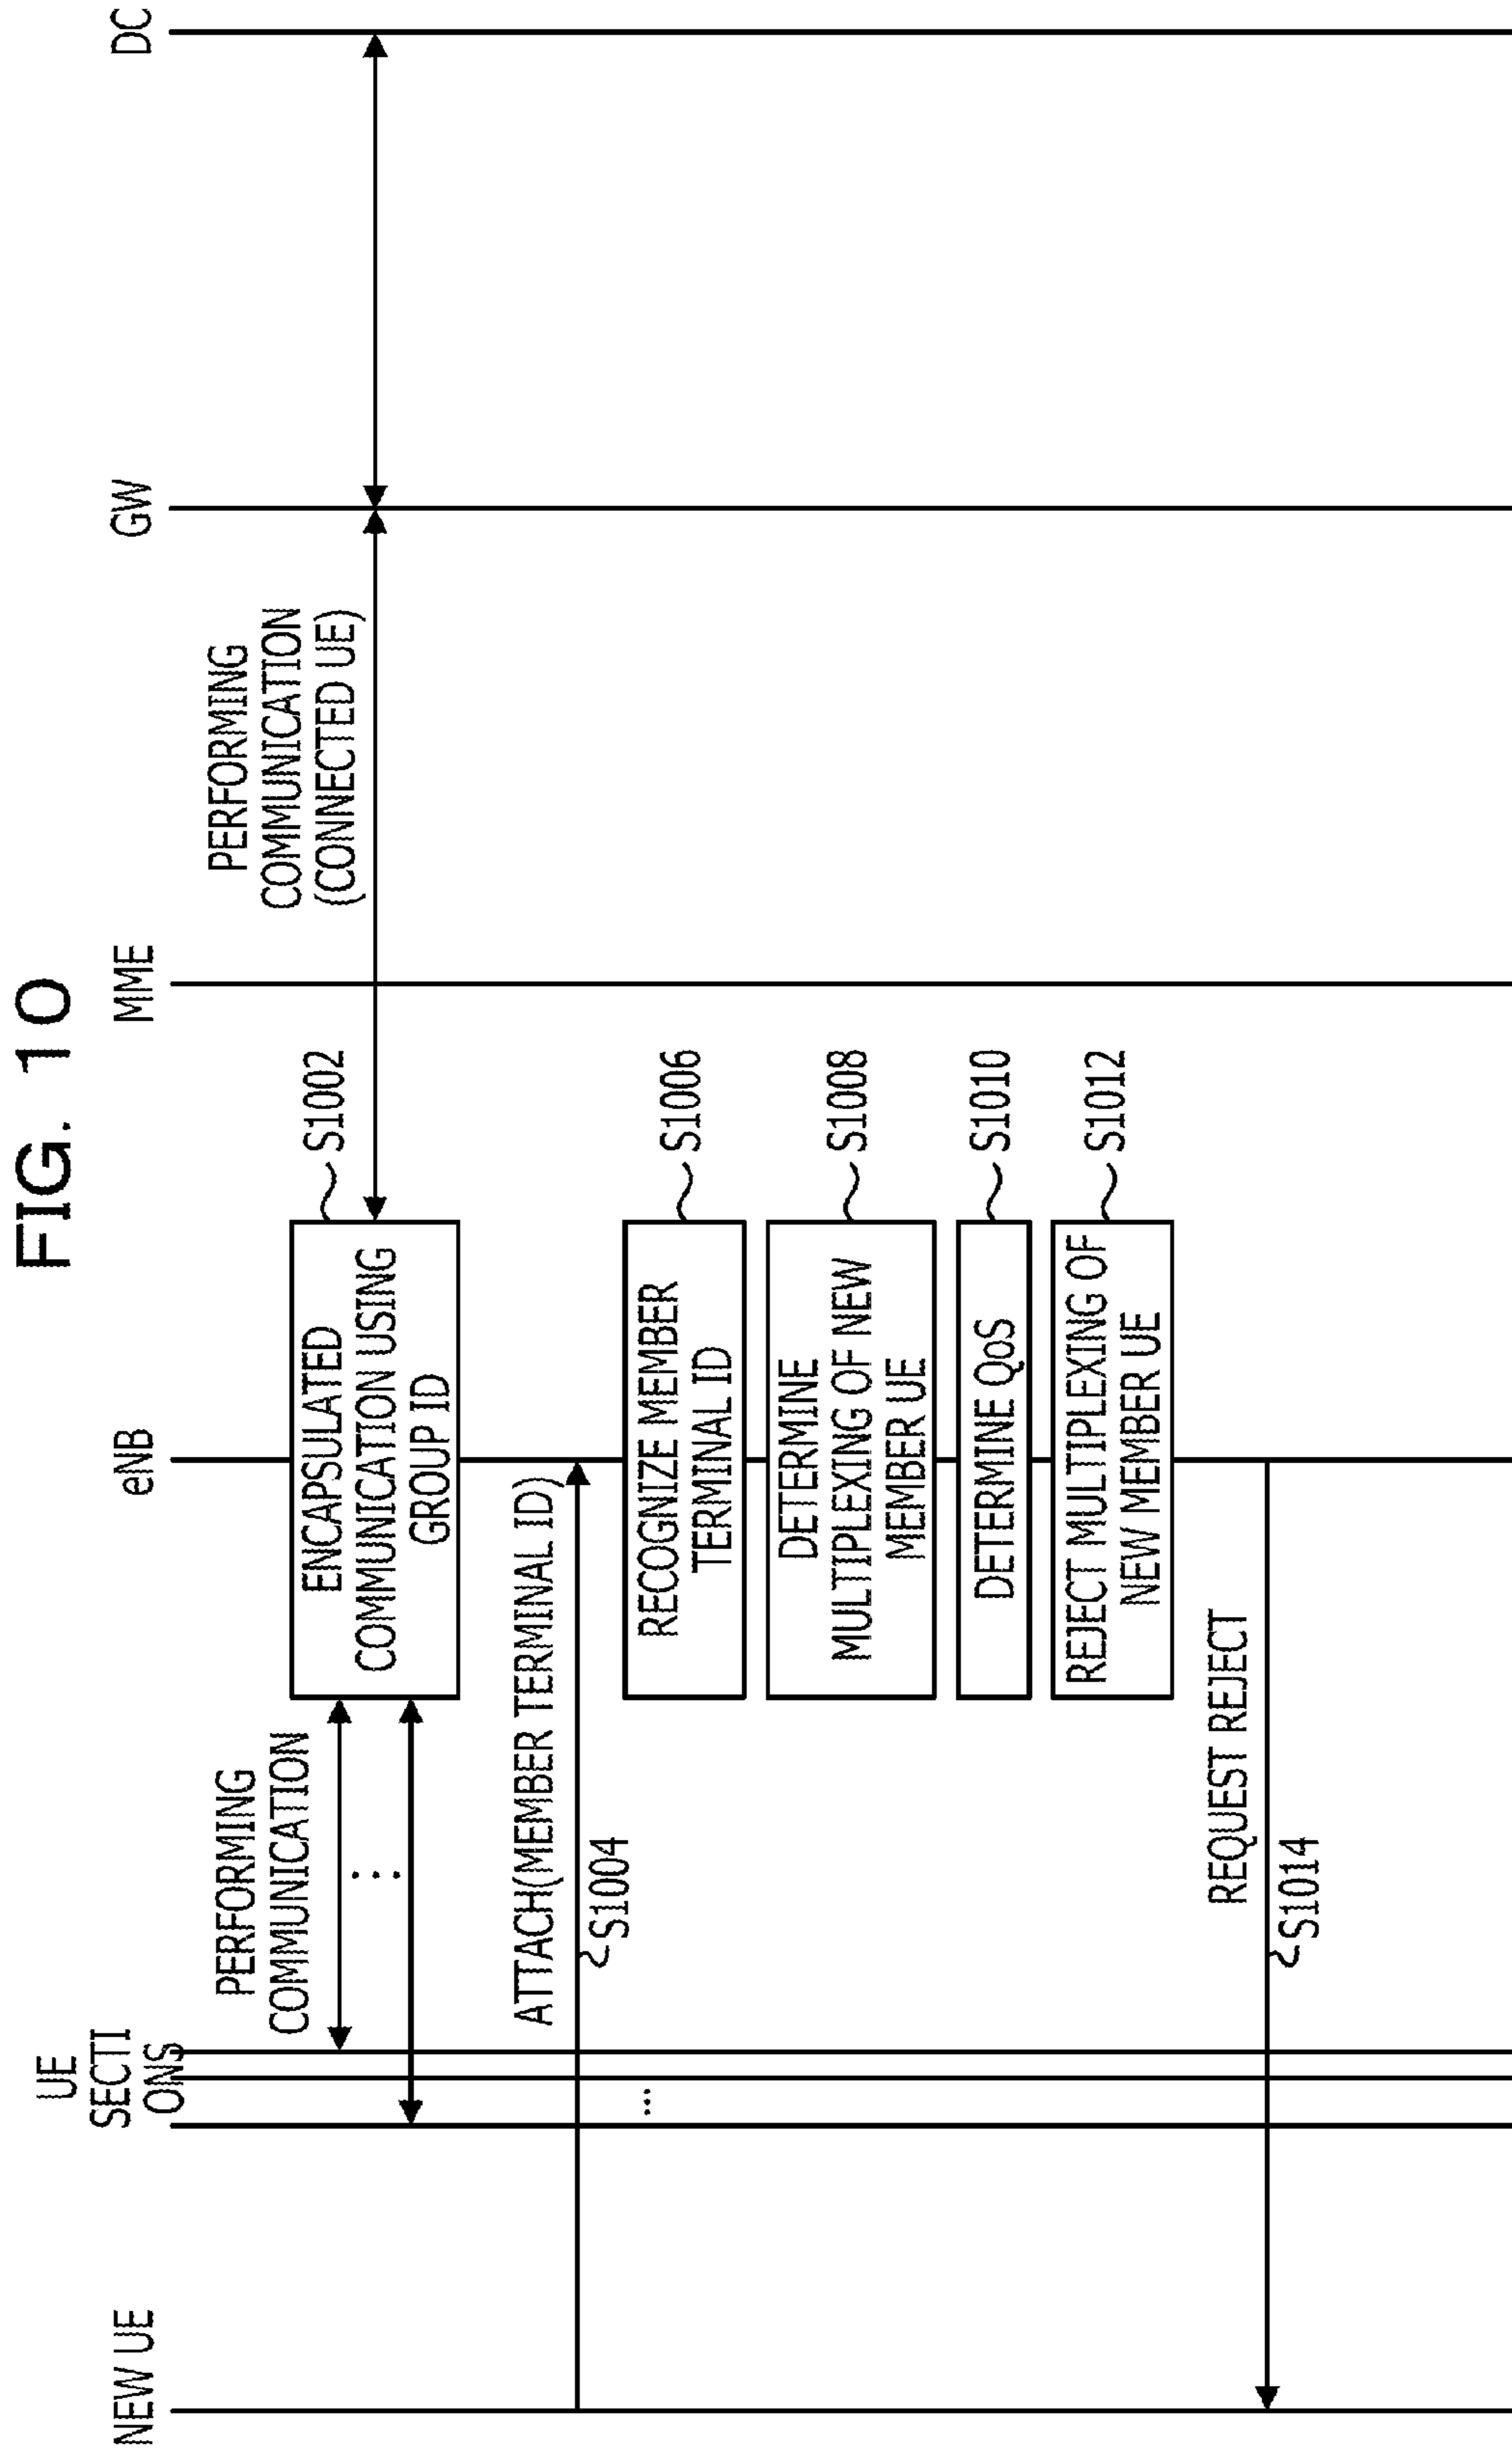 FIG. 10
NEW UE
UE
SECTI
ONS
eNB
MME
GW
DC
PERFORMING
COMMUNICATION
⋮
ENCAPSULATED
COMMUNICATION USING
GROUP ID
S1002
PERFORMING
COMMUNICATION
(CONNECTED UE)
ATTACH(MEMBER TERMINAL ID)
S1004
...
RECOGNIZE MEMBER
TERMINAL ID
S1006
DETERMINE
MULTIPLEXING OF NEW
MEMBER UE
S1008
DETERMINE QoS
S1010
REJECT MULTIPLEXING OF
NEW MEMBER UE
S1012
REQUEST REJECT
S1014